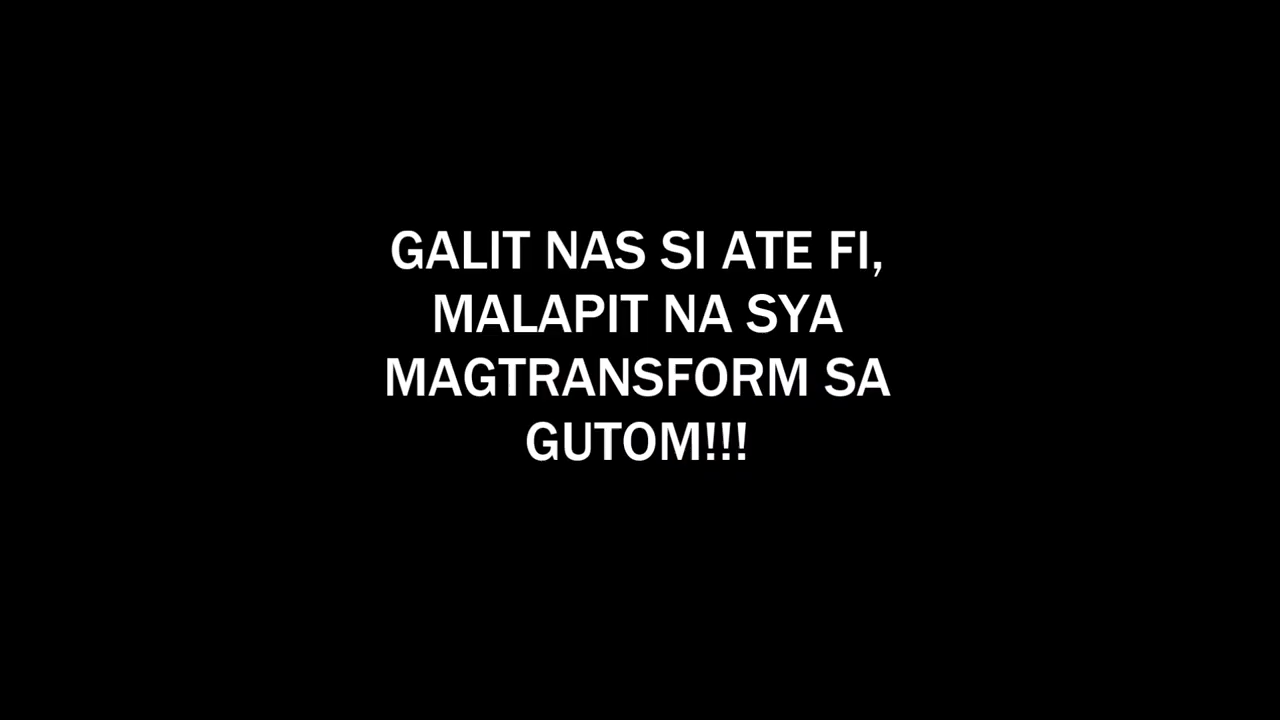 GALIT NAS SI ATE FI,
MALAPIT NA SYA
MAGTRANSFORM SA
GUTOM!!!